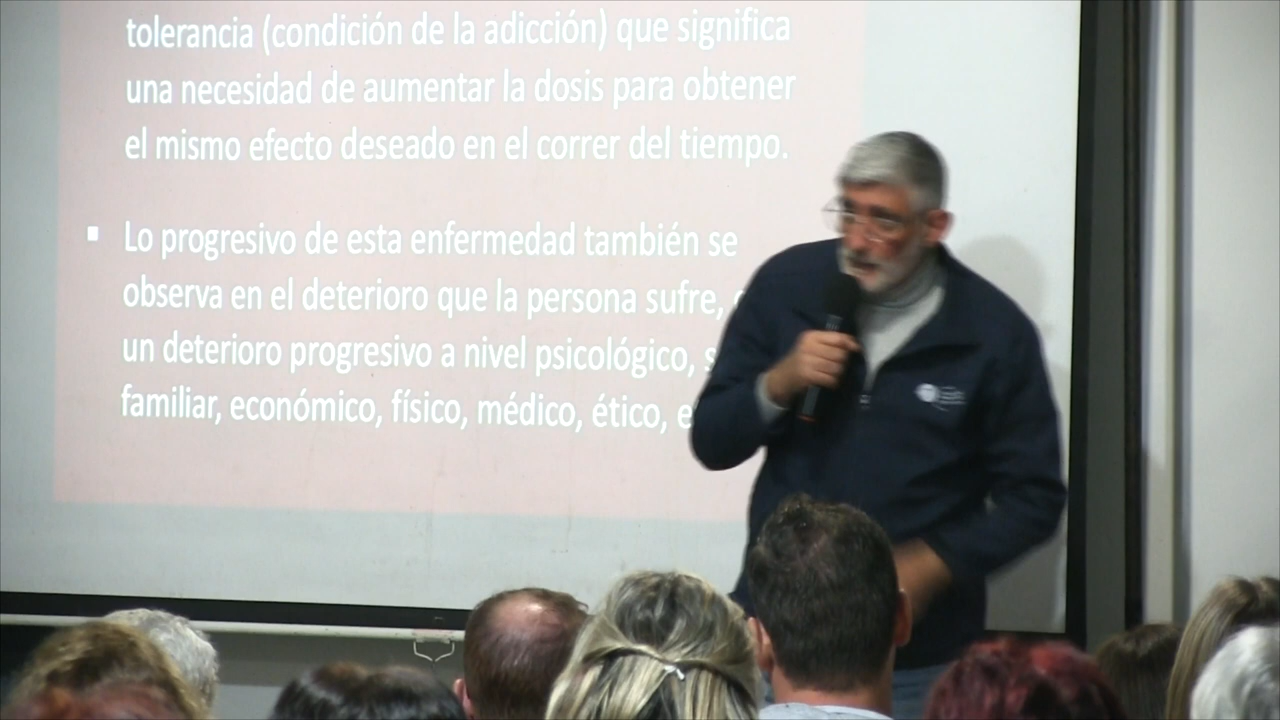 tolerancia (condición de la adicción) que significa
una necesidad de aumentar la dosis para obtener
el mismo efecto deseado en el correr del tiempo.
Lo progresivo de esta enfermedad también se
observa en el deterioro que la persona sufre,
un deterioro progresivo a nivel psicológico,
familiar, económico, físico, médico, ético,